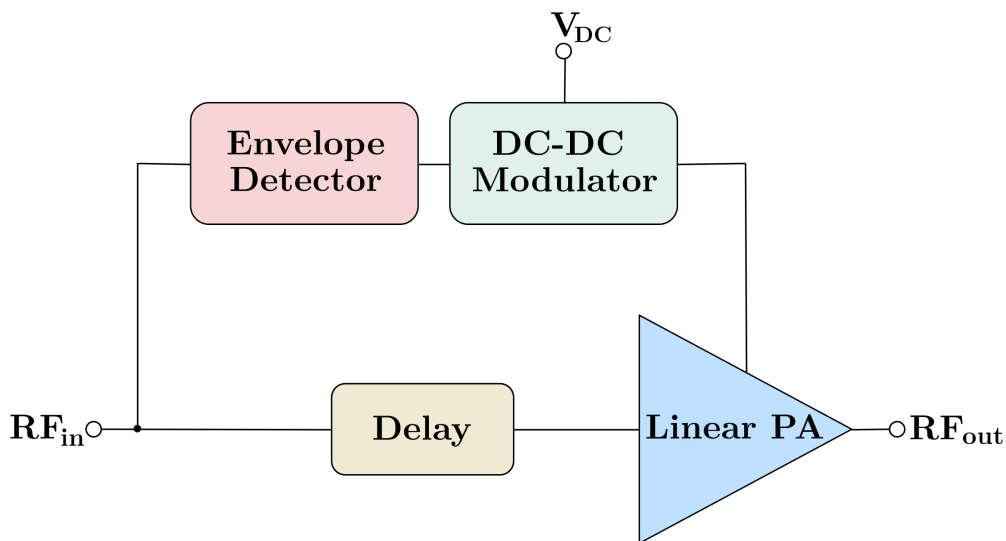 V_DC
Envelope
Detector
DC-DC
Modulator
RF_in
Delay
Linear PA
RF_out